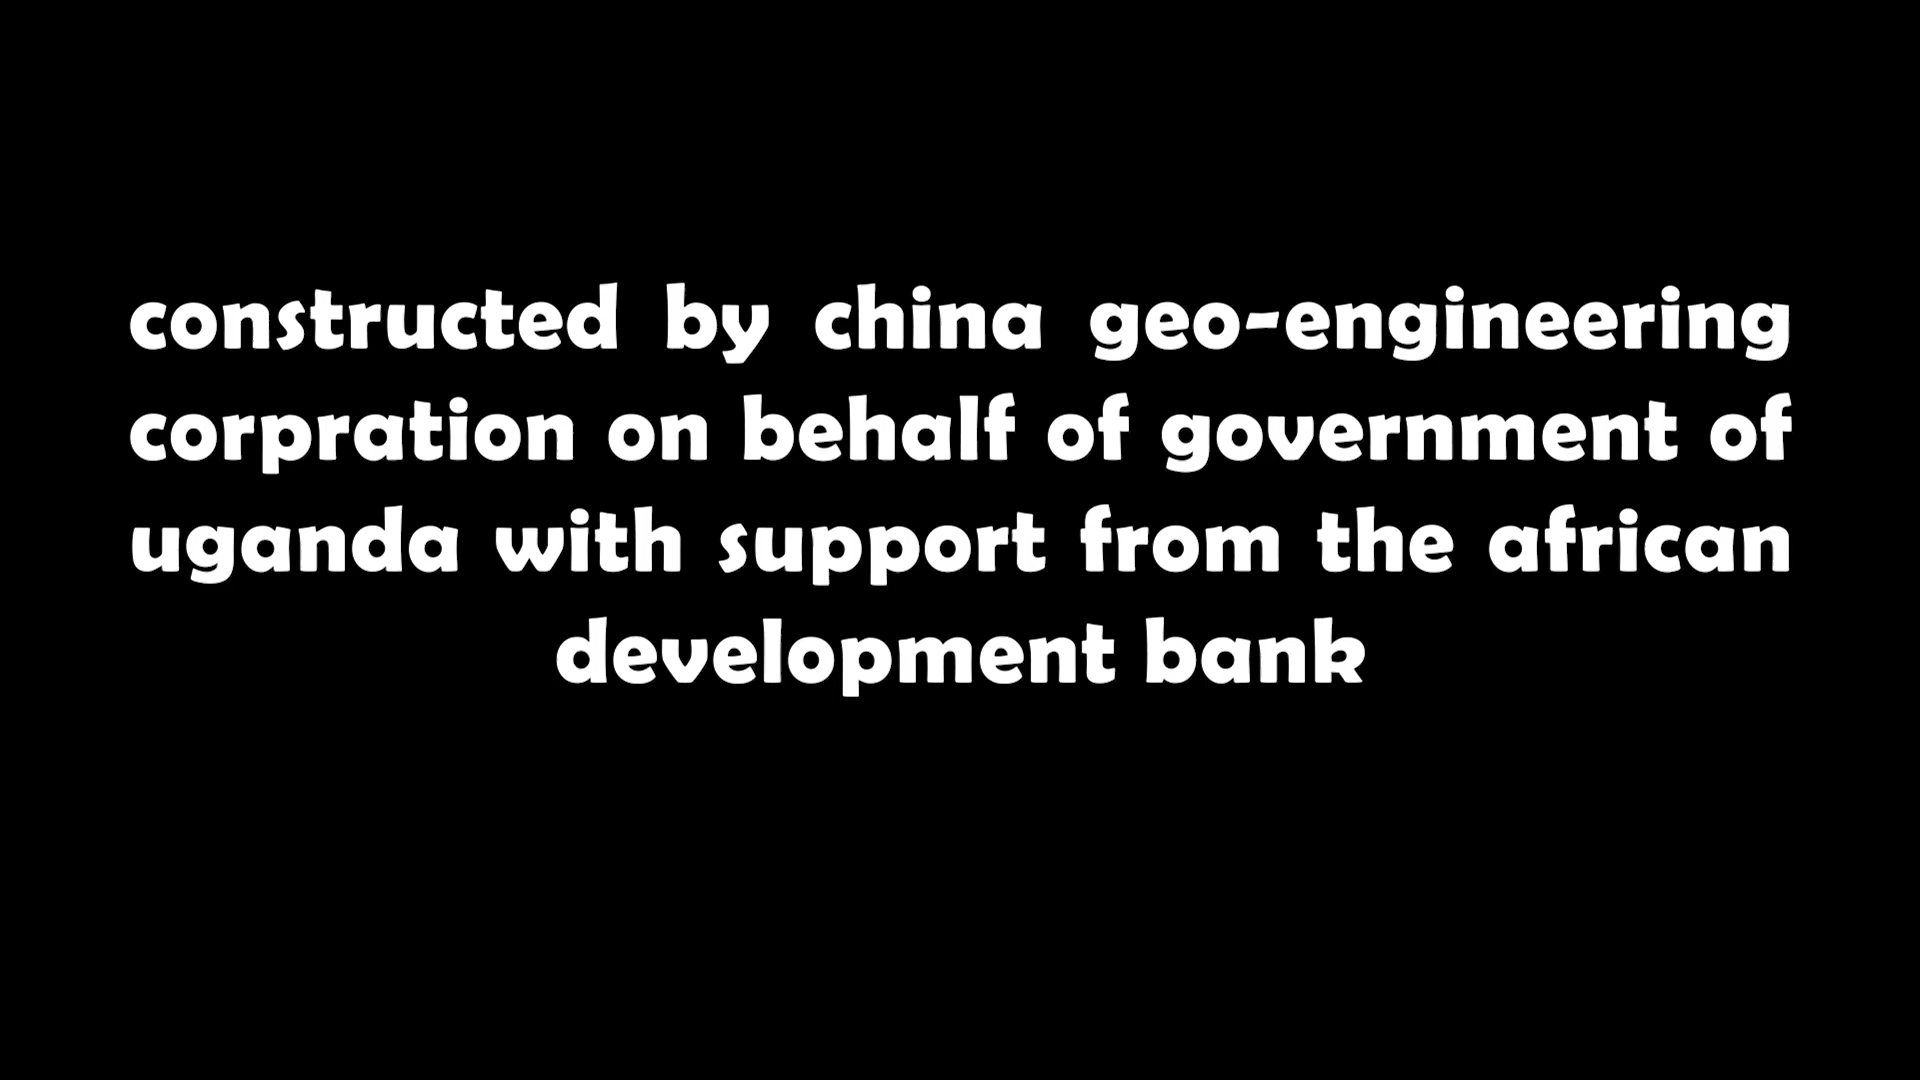 constructed by china geo-engineering
corpration on behalf of government of
uganda with support from the african
development bank